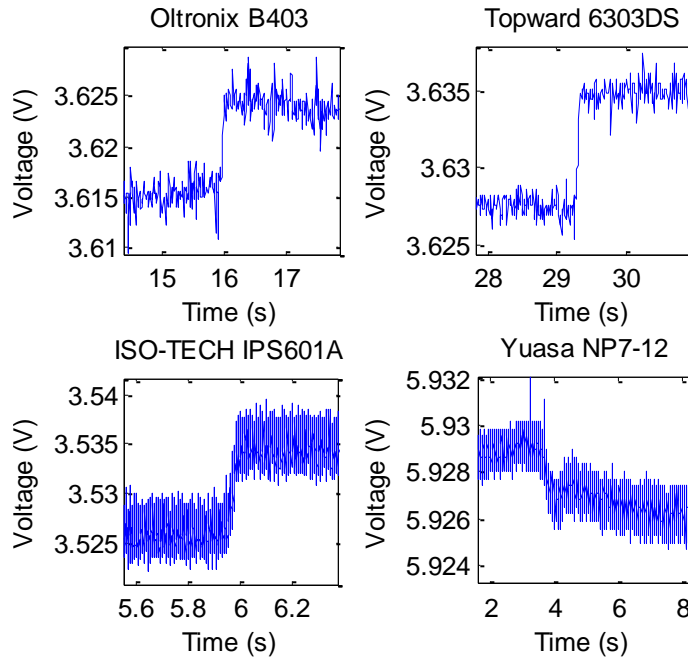 Oltronix B403
Voltage (V)
3.625
3.62
3.615
3.61
15 16 17
Time (s)
Topward 6303DS
Voltage (V)
3.635
3.63
3.625
28 29 30
Time (s)
ISO-TECH IPS601A
Voltage (V)
3.54
3.535
3.53
3.525
5.6 5.8 6 6.2
Time (s)
Yuasa NP7-12
Voltage (V)
5.932
5.93
5.928
5.926
5.924
2 4 6 8
Time (s)